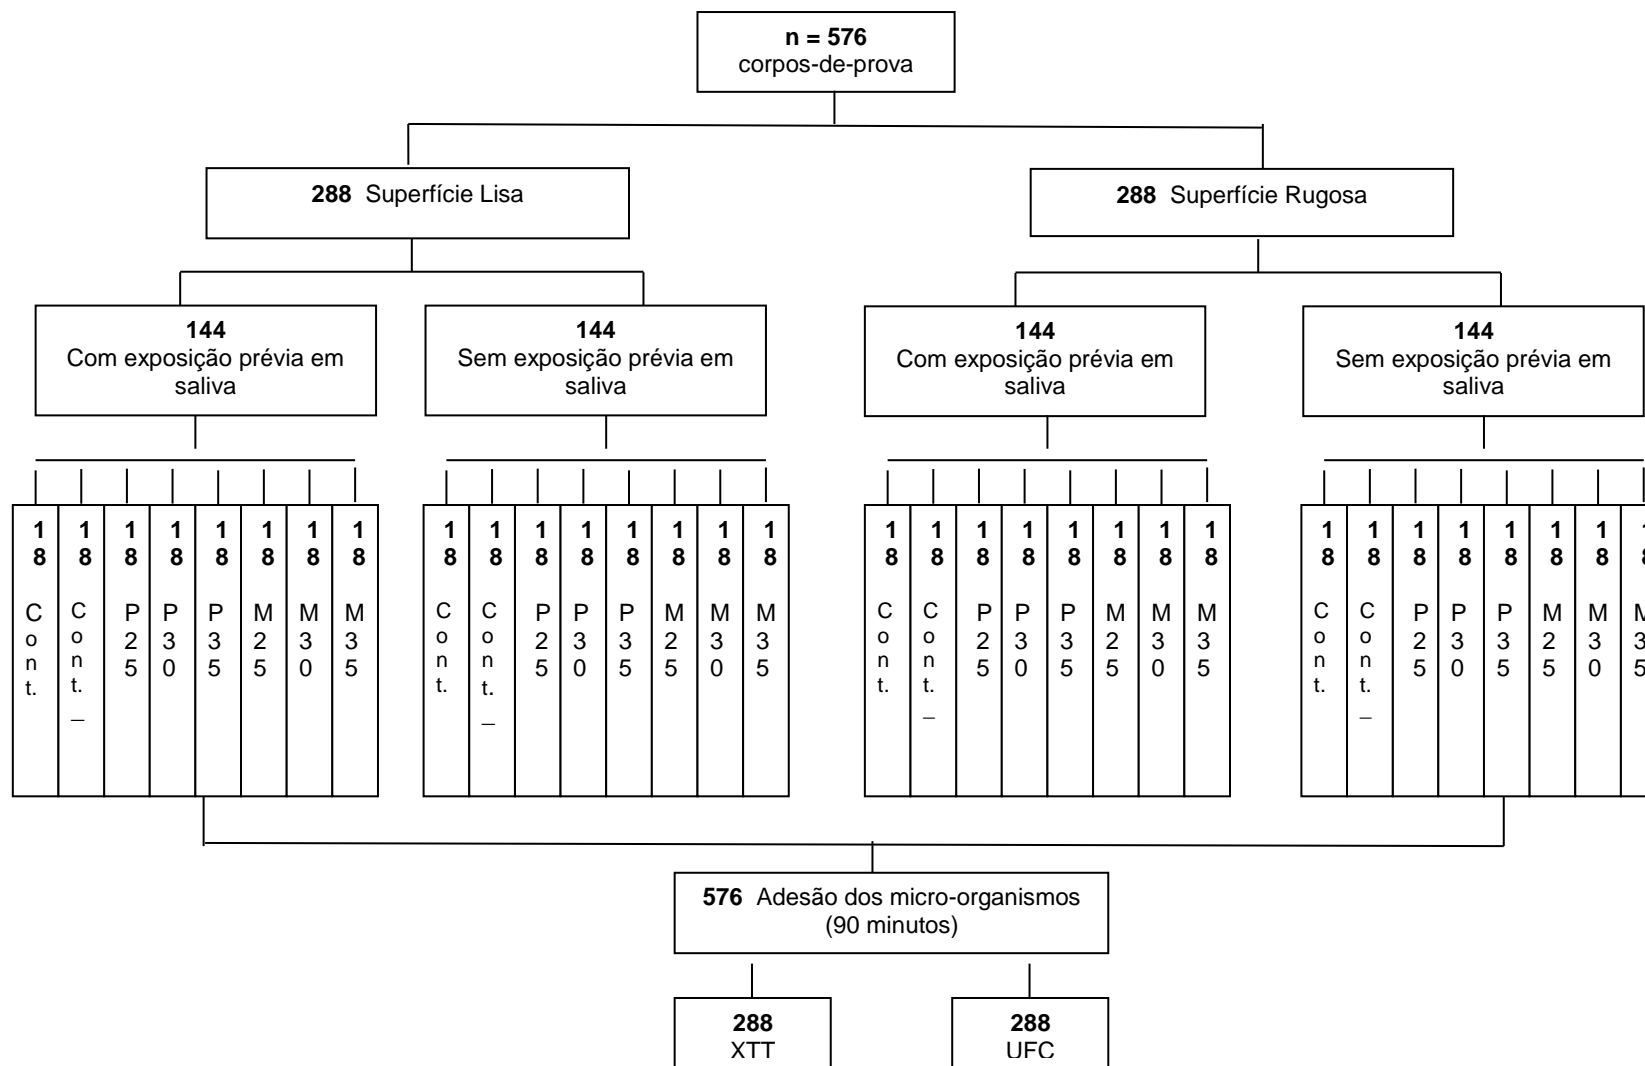 n = 576
corpos-de-prova
288 Superfície Lisa
288 Superfície Rugosa
144
Com exposição prévia em
saliva
144
Sem exposição prévia em
saliva
144
Com exposição prévia em
saliva
144
Sem exposição prévia em
saliva
18 Cont.
18 Cont. _
18 P25
18 P30
18 P35
18 M25
18 M30
18 M35
18 Cont.
18 Cont. _
18 P25
18 P30
18 P35
18 M25
18 M30
18 M35
18 Cont.
18 Cont. _
18 P25
18 P30
18 P35
18 M25
18 M30
18 M35
18 Cont.
18 Cont. _
18 P25
18 P30
18 P35
18 M25
18 M30
18 M35
576 Adesão dos micro-organismos
(90 minutos)
288
XTT
288
UFC